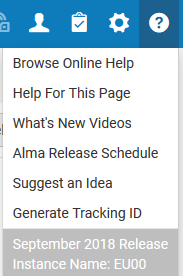 Browse Online Help
Help For This Page
What's New Videos
Alma Release Schedule
Suggest an Idea
Generate Tracking ID
September 2018 Release
Instance Name: EU00